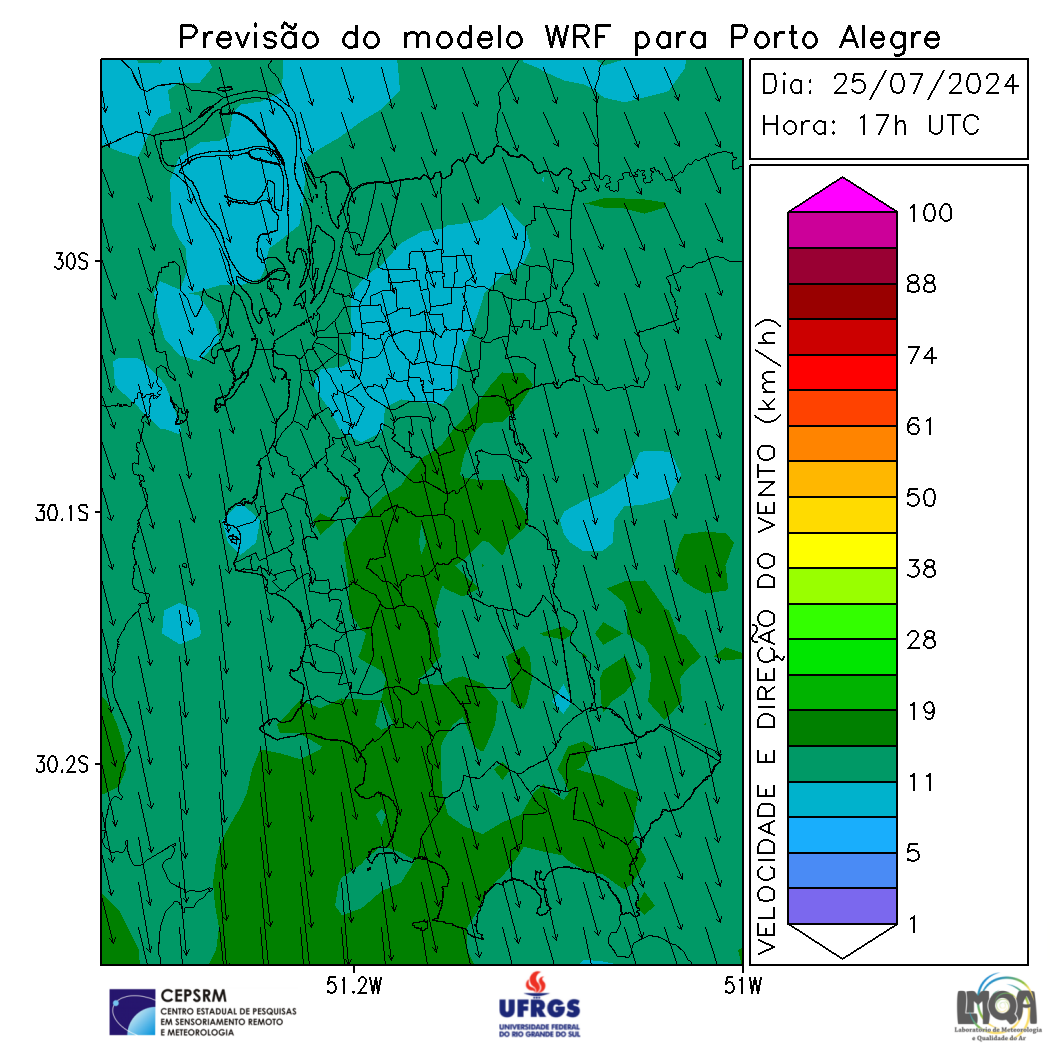 Previsão do modelo WRF para Porto Alegre
Dia: 25/07/2024
Hora: 17h UTC
30S
30.1S
30.2S
51.2W
51W
VELOCIDADE E DIREÇÃO DO VENTO (km/h)
100
88
74
61
50
38
28
19
11
5
1
CEPSRM
CENTRO ESTADUAL DE PESQUISAS
EM SENSORIAMENTO REMOTO
E METEOROLOGIA
UFRGS
UNIVERSIDADE FEDERAL
DO RIO GRANDE DO SUL
LMQA
Laboratório de Meteorologia
e Qualidade do Ar